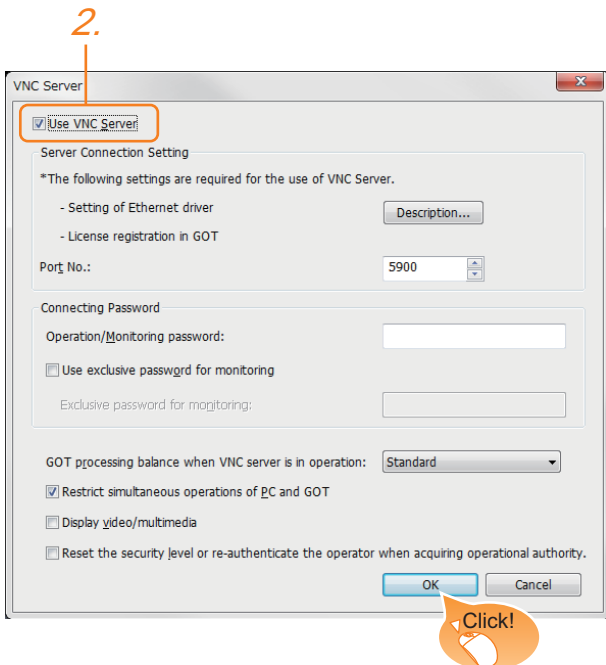 2.
VNC Server
Use VNC Server
Server Connection Setting
*The following settings are required for the use of VNC Server.
- Setting of Ethernet driver
Description...
- License registration in GOT
Port No.:
5900
Connecting Password
Operation/Monitoring password:
Use exclusive password for monitoring
Exclusive password for monitoring:
GOT processing balance when VNC server is in operation:
Standard
Restrict simultaneous operations of PC and GOT
Display video/multimedia
Reset the security level or re-authenticate the operator when acquiring operational authority.
OK
Cancel
Click!